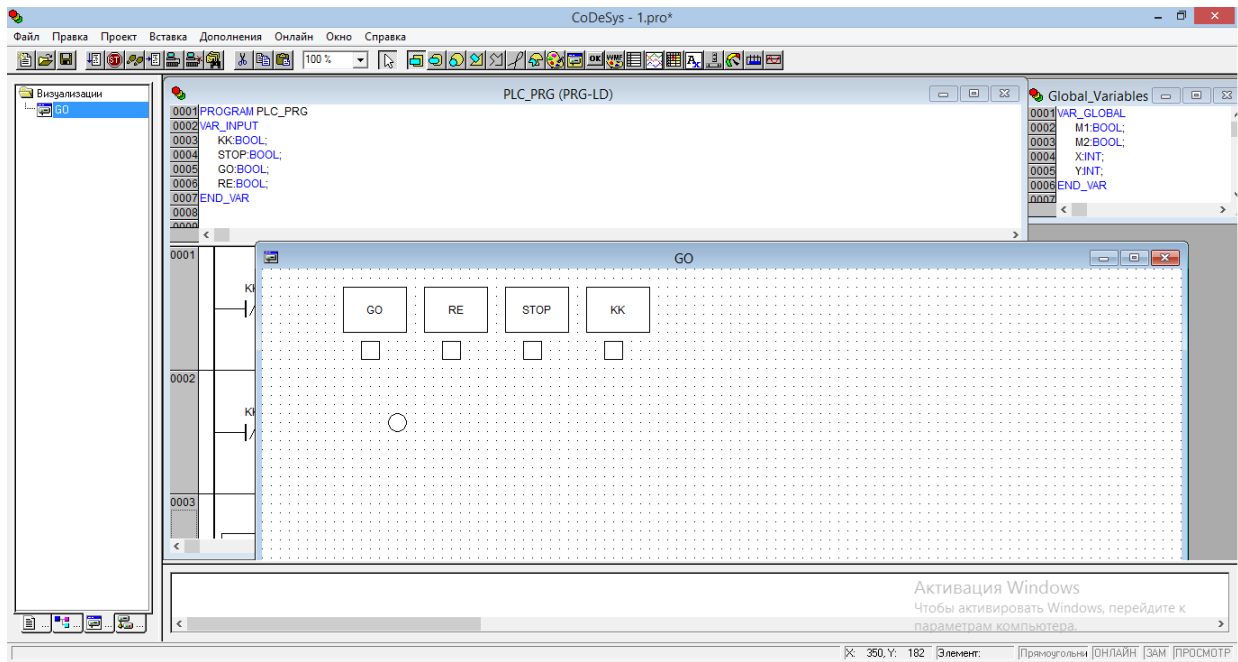 CoDeSys - 1.pro*
Файл Правка Проект Вставка Дополнения Онлайн Окно Справка
100 %
Визуализации
GO
PLC_PRG (PRG-LD)
0001 PROGRAM PLC_PRG
0002 VAR_INPUT
0003 KK:BOOL;
0004 STOP:BOOL;
0005 GO:BOOL;
0006 RE:BOOL;
0007 END_VAR
0008
Global_Variables
0001 VAR_GLOBAL
0002 M1:BOOL;
0003 M2:BOOL;
0004 X:INT;
0005 Y:INT;
0006 END_VAR
0007
0001
0002
0003
GO
GO RE STOP KK
Активация Windows
Чтобы активировать Windows, перейдите к
параметрам компьютера.
X: 350, Y: 182 Элемент: Прямоугольни ОНЛАЙН ЗАМ ПРОСМОТР